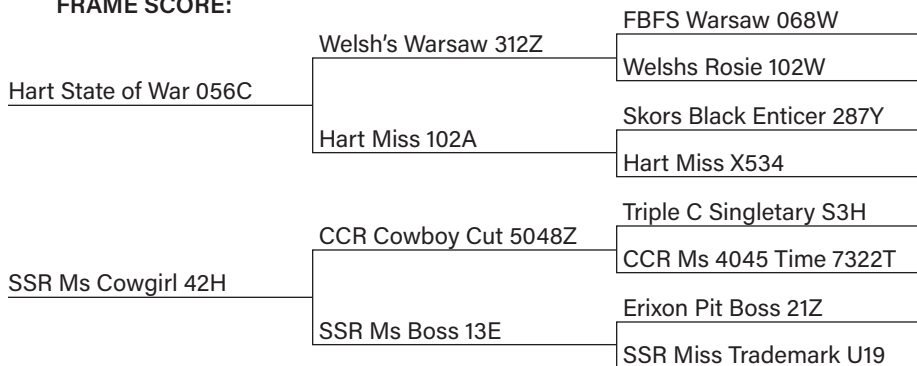 FRAME SCORE:
FBFS Warsaw 068W
Welsh's Warsaw 312Z
Welshs Rosie 102W
Hart State of War 056C
Skors Black Enticer 287Y
Hart Miss 102A
Hart Miss X534
Triple C Singletary S3H
CCR Cowboy Cut 5048Z
CCR Ms 4045 Time 7322T
SSR Ms Cowgirl 42H
Erixon Pit Boss 21Z
SSR Ms Boss 13E
SSR Miss Trademark U19